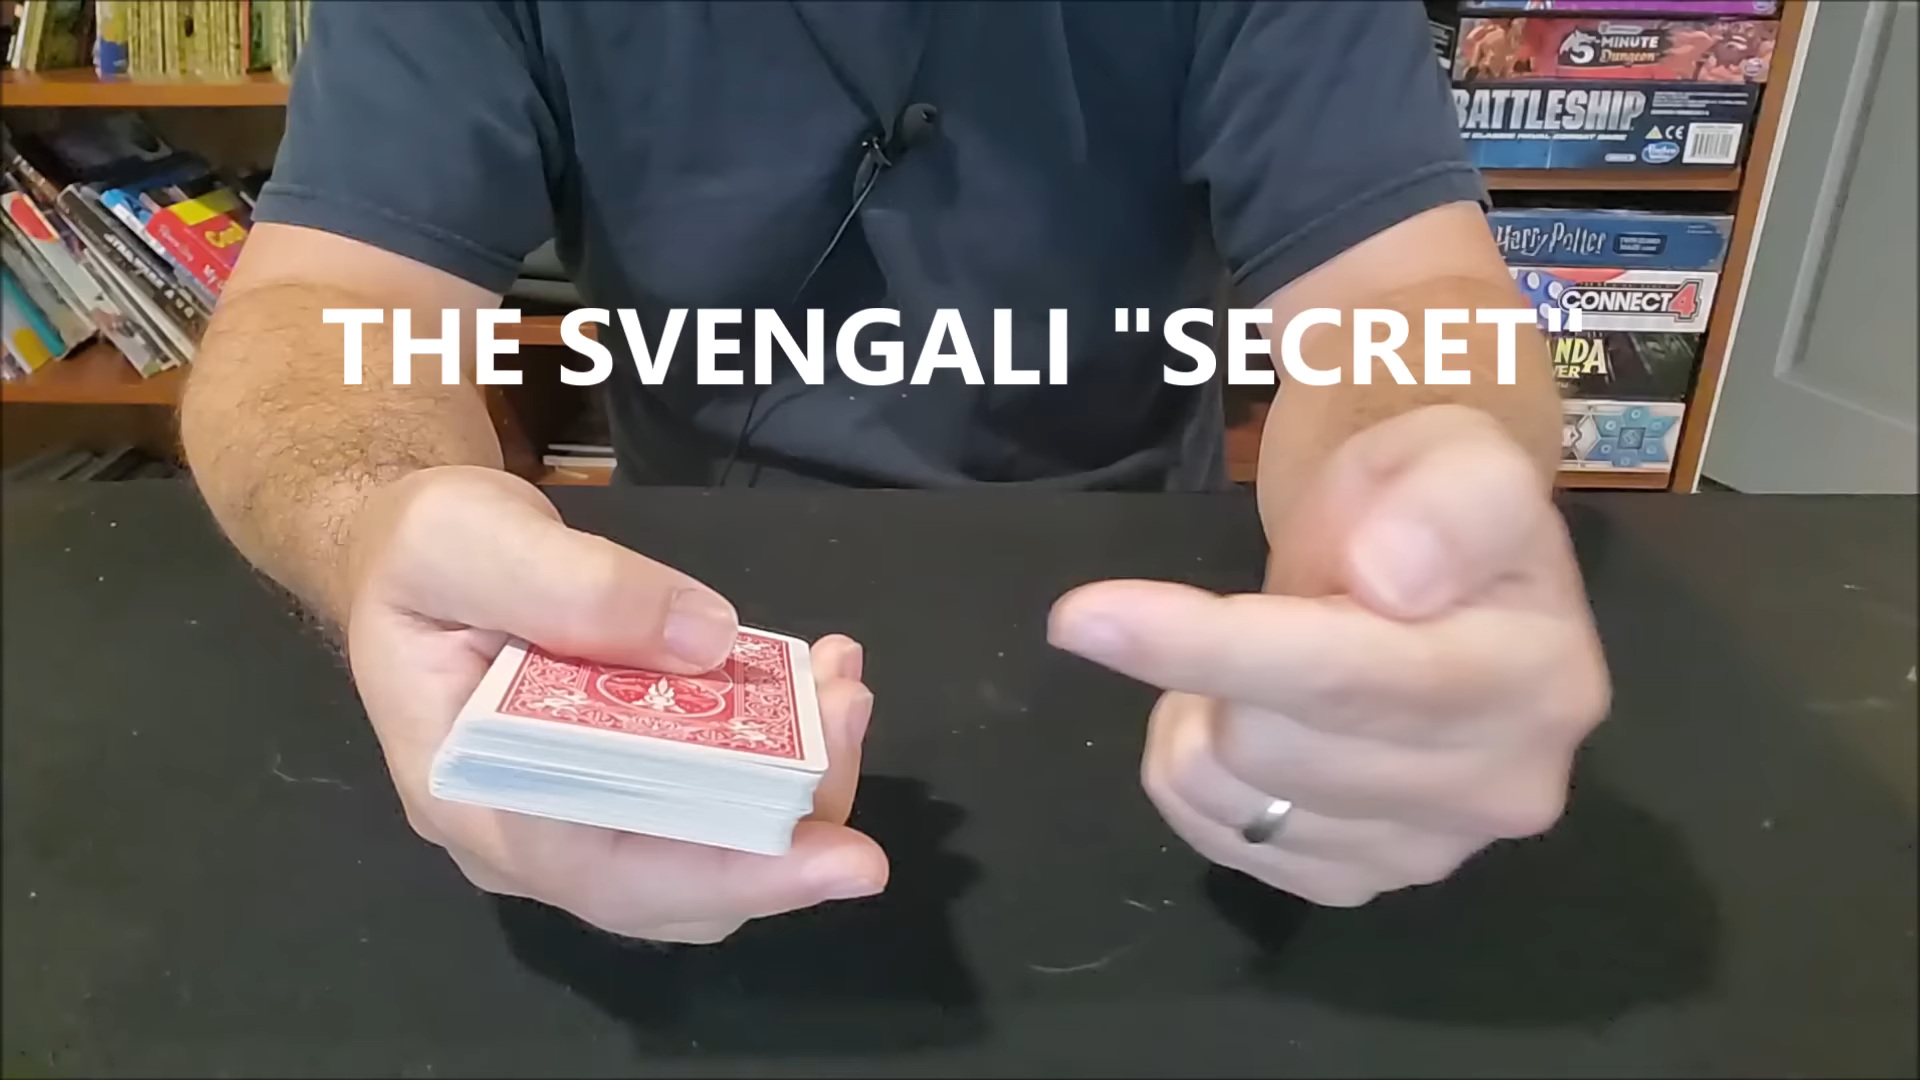 5-MINUTE
Dungeon
BATTLESHIP
Harry Potter
CONNECT 4
THE SVENGALI "SECRET"